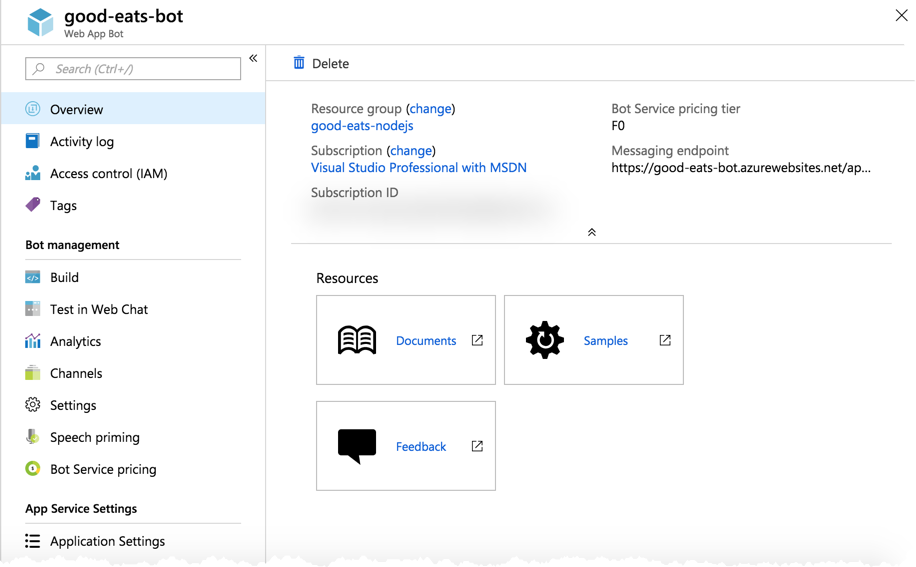 good-eats-bot
Web App Bot
Search (Ctrl+/)
«
Overview
Activity log
Access control (IAM)
Tags
Bot management
Build
Test in Web Chat
Analytics
Channels
Settings
Speech priming
Bot Service pricing
App Service Settings
Application Settings
Delete
Resource group (change)
good-eats-nodejs
Subscription (change)
Visual Studio Professional with MSDN
Subscription ID
Bot Service pricing tier
F0
Messaging endpoint
https://good-eats-bot.azurewebsites.net/ap...
Resources
Documents
Samples
Feedback